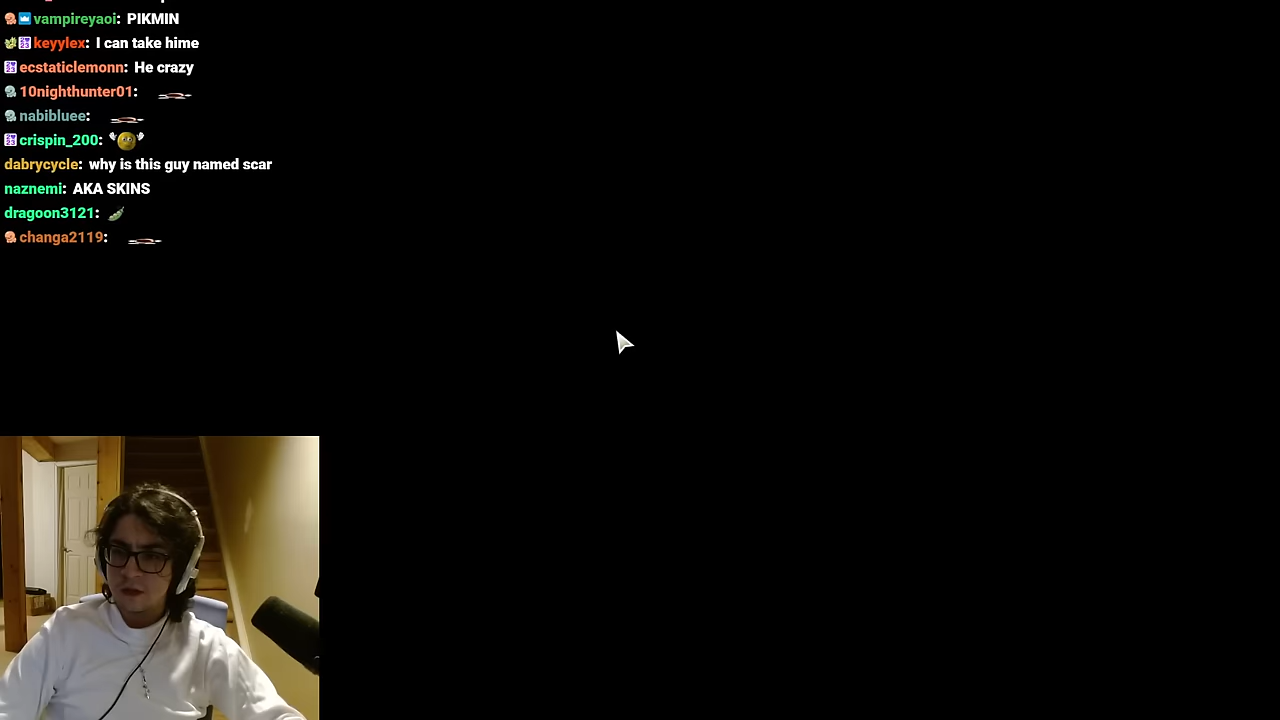 vampireyaoi: PIKMIN
keyylex: I can take hime
ecstaticlemonn: He crazy
10nighthunter01:
nabibluee:
crispin_200:
dabrycycle: why is this guy named scar
naznemi: AKA SKINS
dragoon3121:
changa2119: